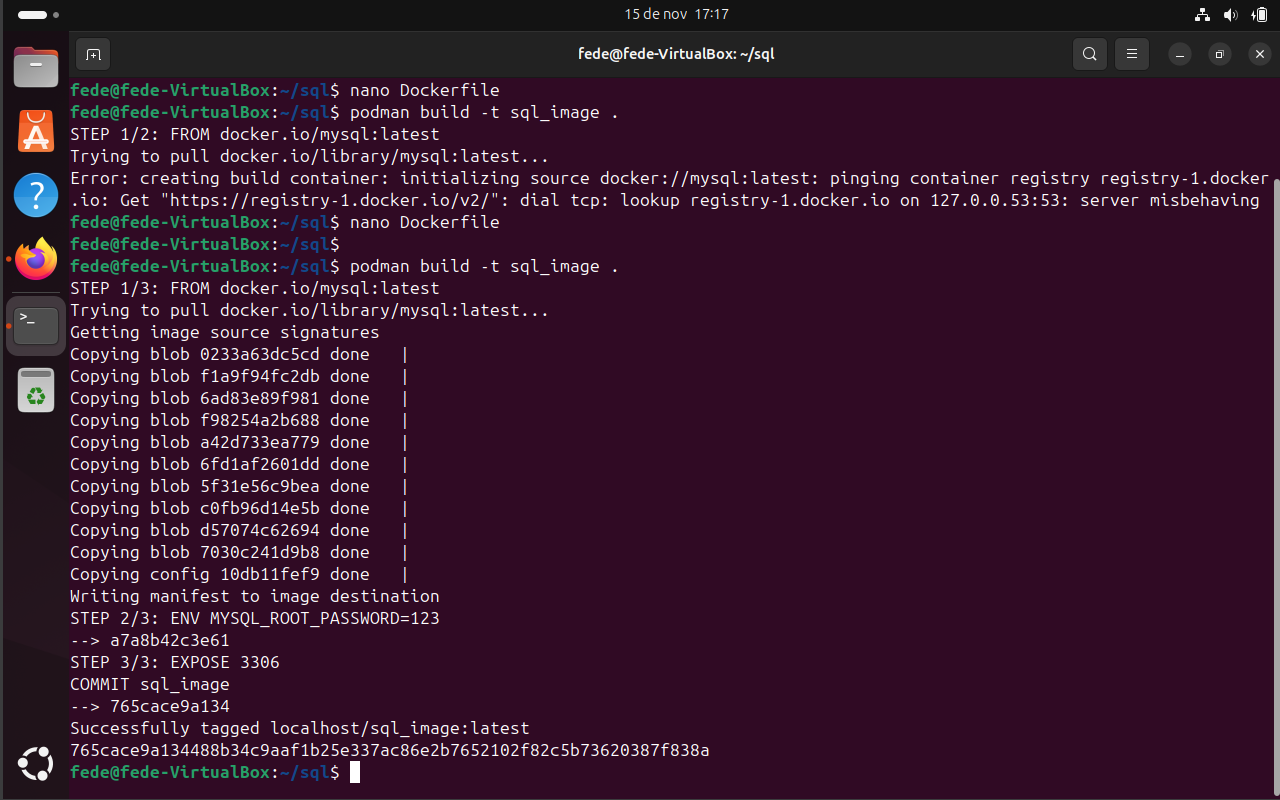 15 de nov 17:17
fede@fede-VirtualBox: ~/sql
fede@fede-VirtualBox:~/sql$ nano Dockerfile
fede@fede-VirtualBox:~/sql$ podman build -t sql_image .
STEP 1/2: FROM docker.io/mysql:latest
Trying to pull docker.io/library/mysql:latest...
Error: creating build container: initializing source docker://mysql:latest: pinging container registry registry-1.docker
.io: Get "https://registry-1.docker.io/v2/": dial tcp: lookup registry-1.docker.io on 127.0.0.53:53: server misbehaving
fede@fede-VirtualBox:~/sql$ nano Dockerfile
fede@fede-VirtualBox:~/sql$
fede@fede-VirtualBox:~/sql$ podman build -t sql_image .
STEP 1/3: FROM docker.io/mysql:latest
Trying to pull docker.io/library/mysql:latest...
Getting image source signatures
Copying blob 0233a63dc5cd done   |
Copying blob f1a9f94fc2db done   |
Copying blob 6ad83e89f981 done   |
Copying blob f98254a2b688 done   |
Copying blob a42d733ea779 done   |
Copying blob 6fd1af2601dd done   |
Copying blob 5f31e56c9bea done   |
Copying blob c0fb96d14e5b done   |
Copying blob d57074c62694 done   |
Copying blob 7030c241d9b8 done   |
Copying config 10db11fef9 done   |
Writing manifest to image destination
STEP 2/3: ENV MYSQL_ROOT_PASSWORD=123
--> a7a8b42c3e61
STEP 3/3: EXPOSE 3306
COMMIT sql_image
--> 765cace9a134
Successfully tagged localhost/sql_image:latest
765cace9a134488b34c9aaf1b25e337ac86e2b7652102f82c5b73620387f838a
fede@fede-VirtualBox:~/sql$